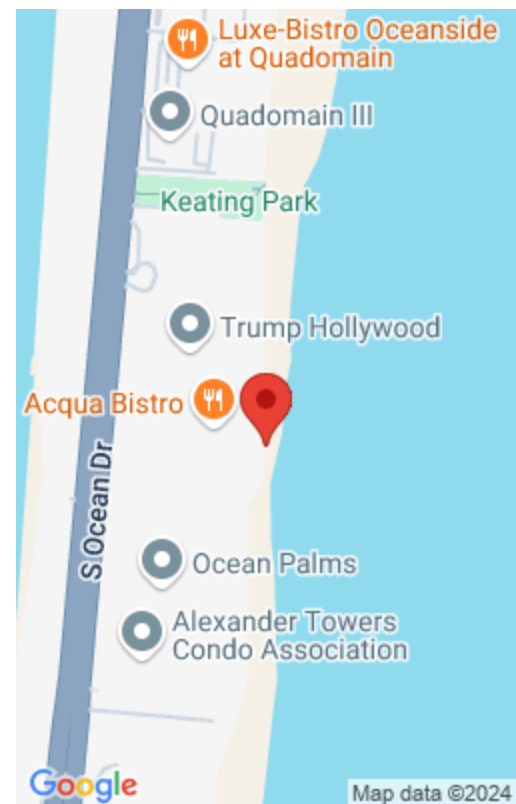 Luxe-Bistro Oceanside
at Quadomain
Quadomain III
Keating Park
Trump Hollywood
Acqua Bistro
S Ocean Dr
Ocean Palms
Alexander Towers
Condo Association
Google
Map data ©2024